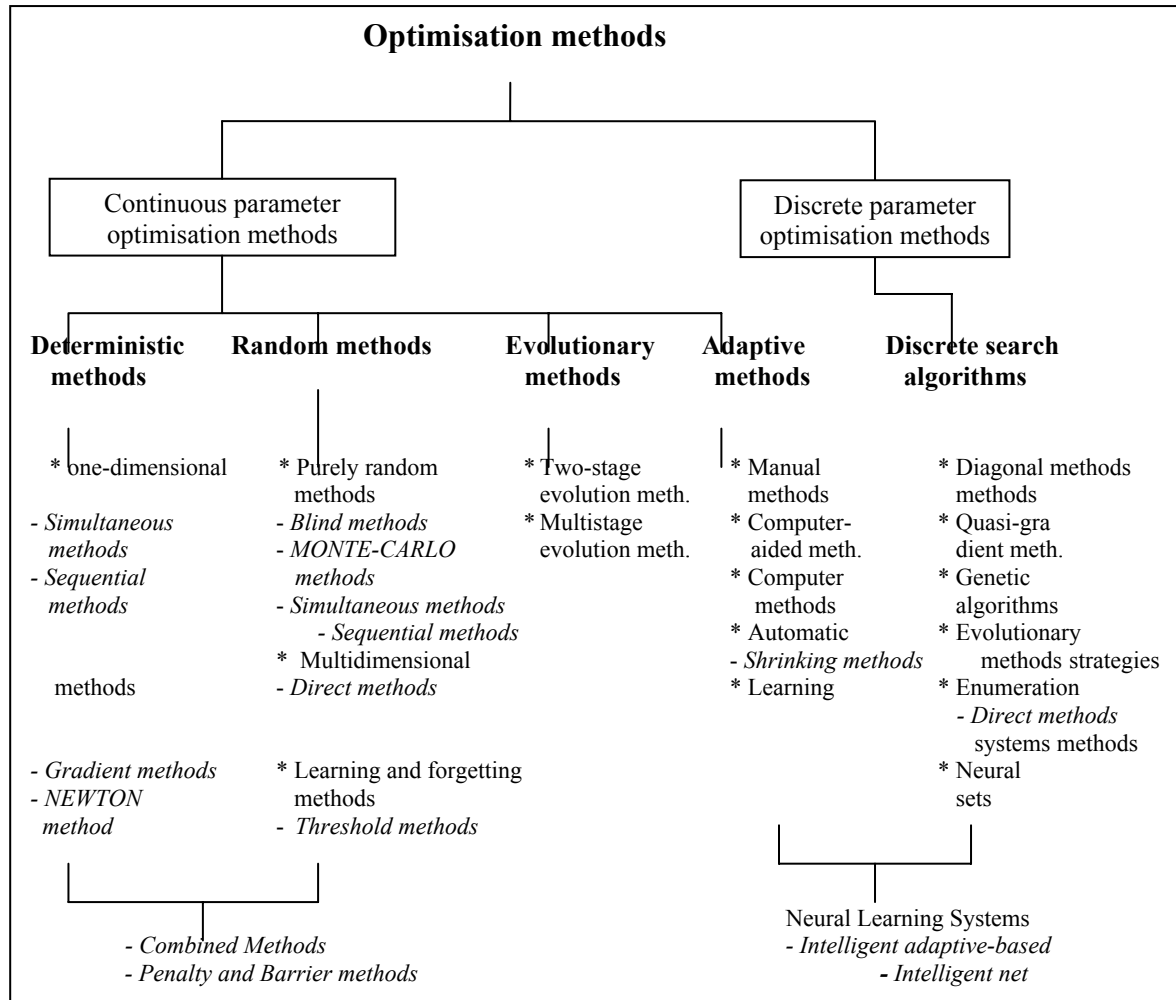 Optimisation methods
Continuous parameter
optimisation methods
Discrete parameter
optimisation methods
Deterministic
methods
Random methods
Evolutionary
methods
Adaptive
methods
Discrete search
algorithms
* one-dimensional
- Simultaneous
methods
- Sequential
methods
methods
- Gradient methods
- NEWTON
method
* Purely random
methods
- Blind methods
- MONTE-CARLO
methods
- Simultaneous methods
- Sequential methods
* Multidimensional
- Direct methods
* Learning and forgetting
methods
- Threshold methods
* Two-stage
evolution meth.
* Multistage
evolution meth.
* Manual
methods
* Computer-
aided meth.
* Computer
methods
* Automatic
- Shrinking methods
* Learning
* Diagonal methods
methods
* Quasi-gra
dient meth.
* Genetic
algorithms
* Evolutionary
methods strategies
* Enumeration
- Direct methods
systems methods
* Neural
sets
- Combined Methods
- Penalty and Barrier methods
Neural Learning Systems
- Intelligent adaptive-based
- Intelligent net